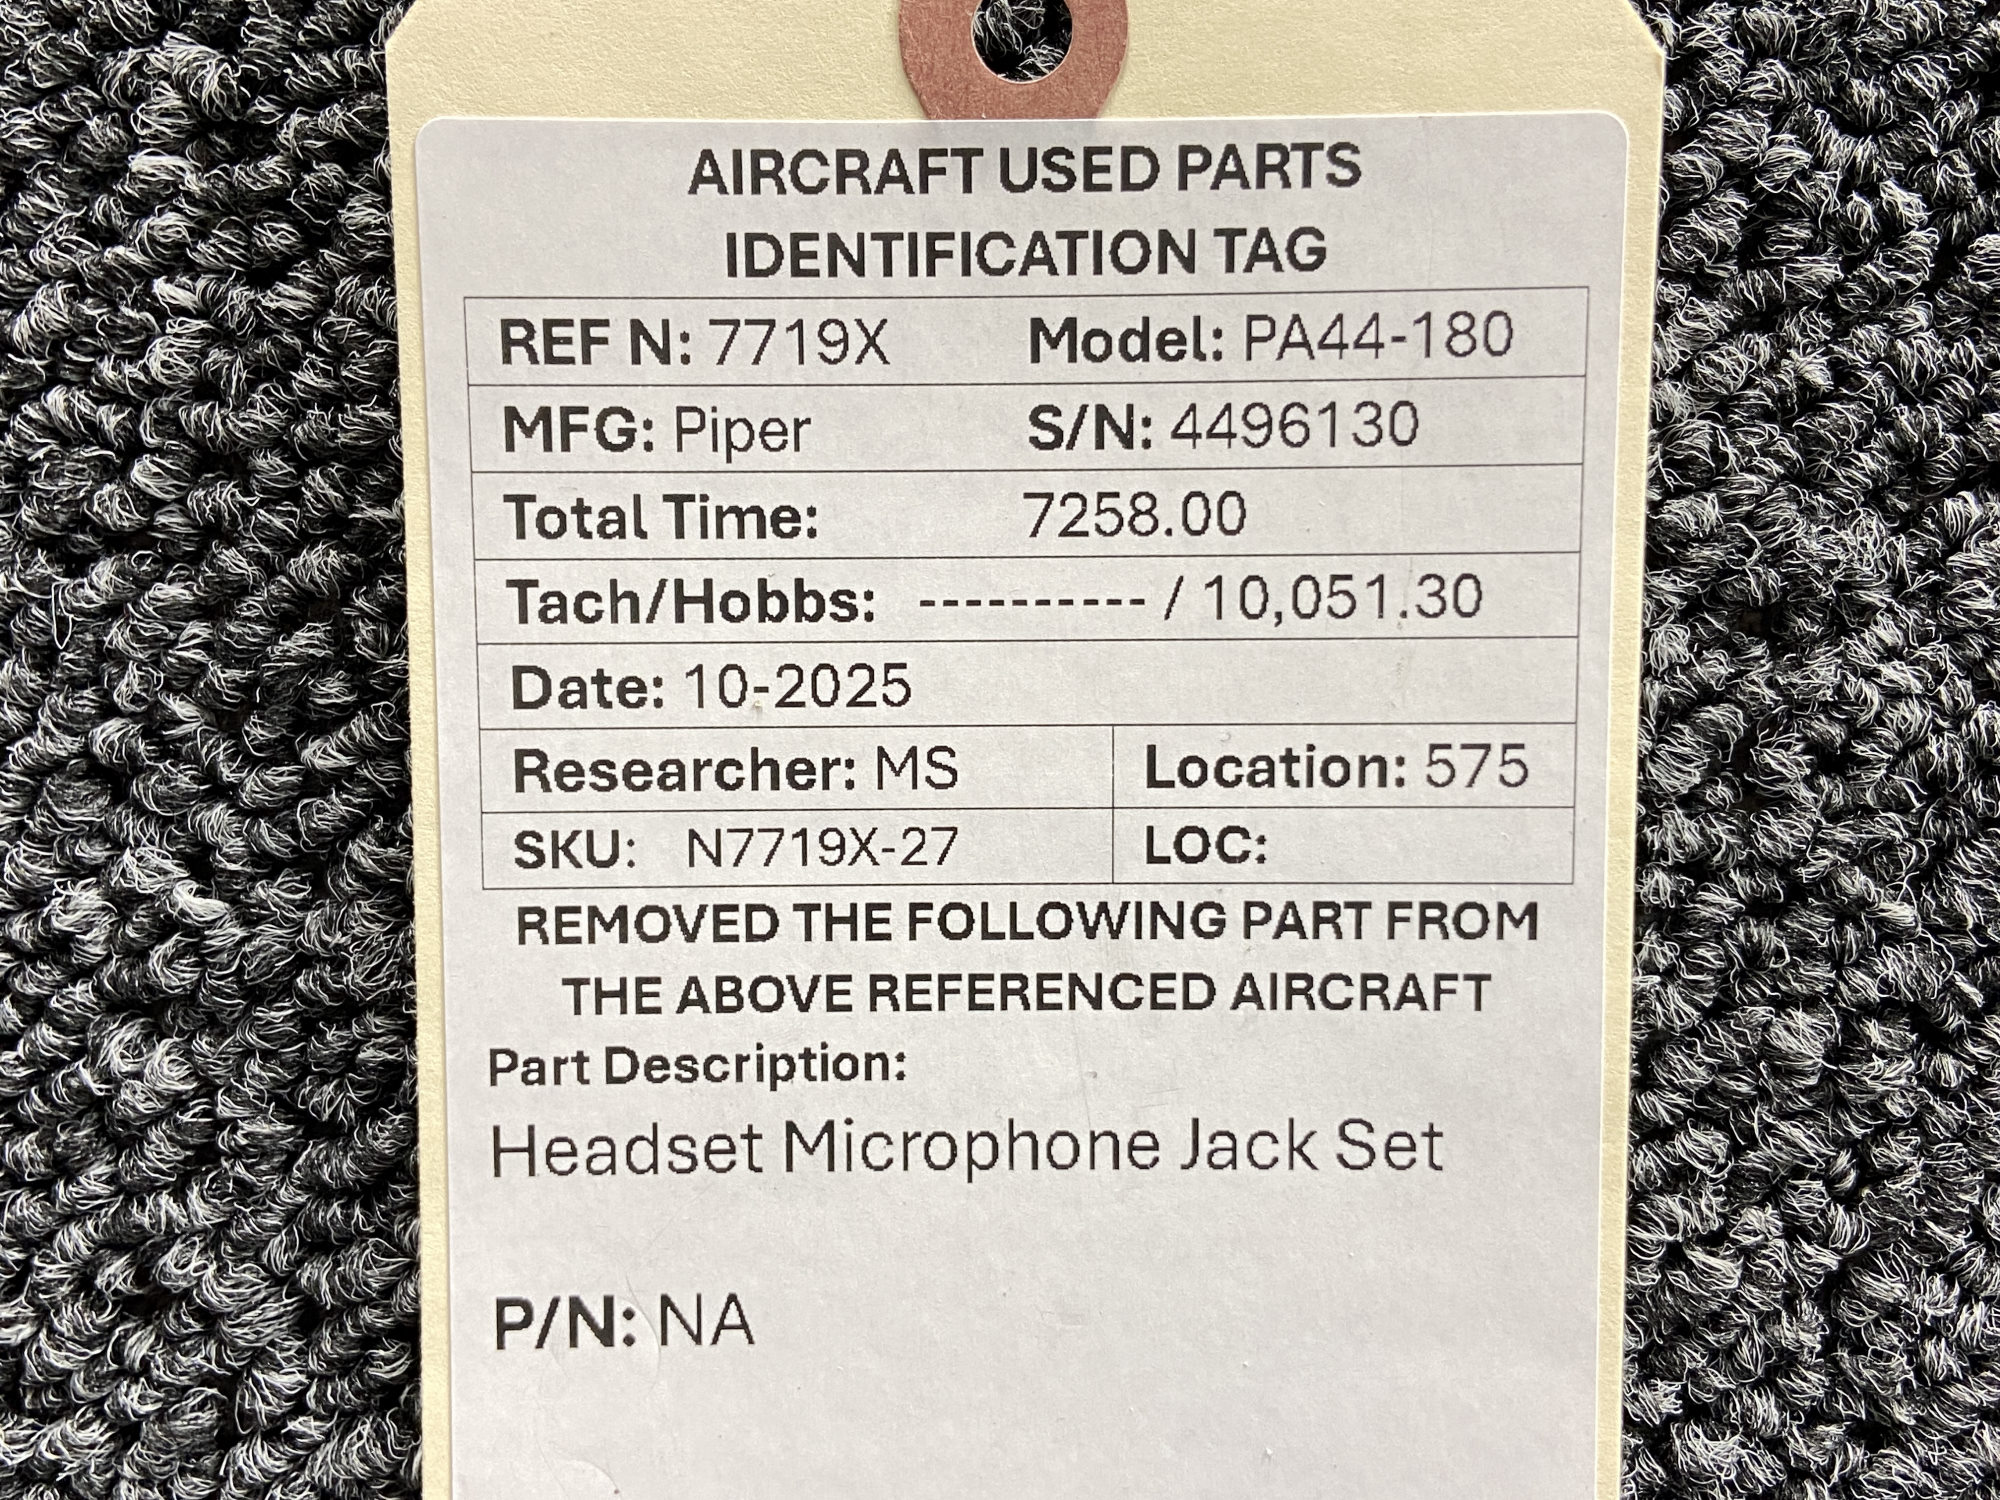 AIRCRAFT USED PARTS
IDENTIFICATION TAG
REF N: 7719X Model: PA44-180
MFG: Piper S/N: 4496130
Total Time: 7258.00
Tach/Hobbs: ---------- / 10,051.30
Date: 10-2025
Researcher: MS Location: 575
SKU: N7719X-27 LOC:
REMOVED THE FOLLOWING PART FROM
THE ABOVE REFERENCED AIRCRAFT
Part Description:
Headset Microphone Jack Set
P/N: NA